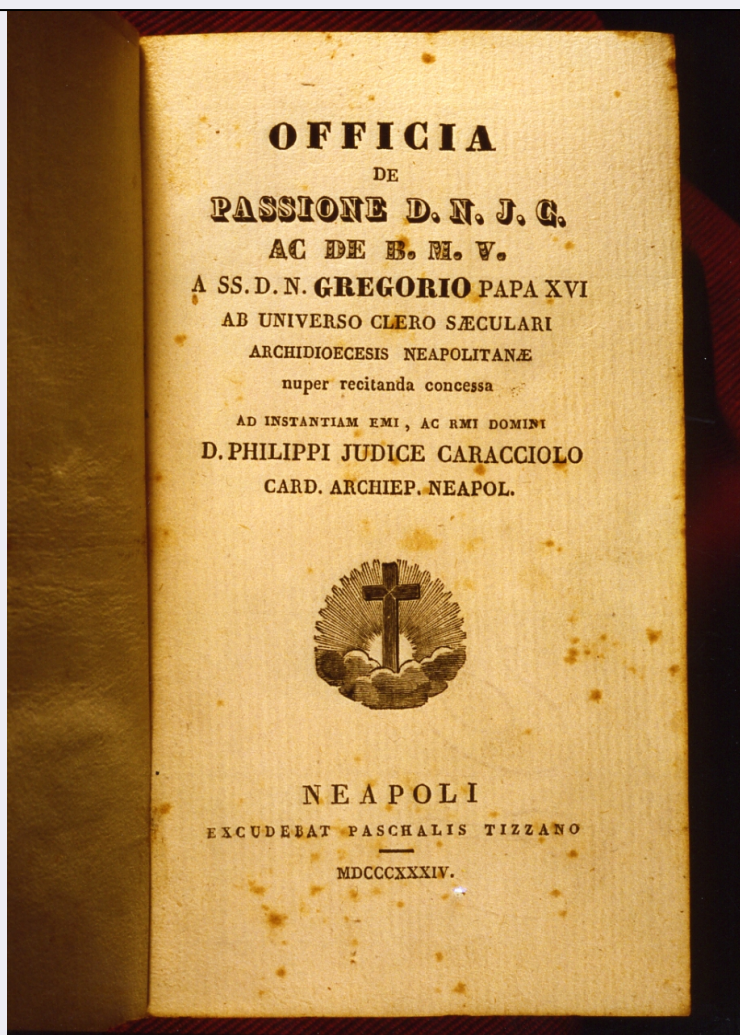 OFFICIA
DE
PASSIONE D. N. J. C.
AC DE B. M. V.
A SS. D. N. GREGORIO PAPA XVI
AB UNIVERSO CLERO SÆCULARI
ARCHIDIOECESIS NEAPOLITANÆ
nuper recitanda concessa
AD INSTANTIAM EMI, AC RMI DOMINI
D. PHILIPPI JUDICE CARACCIOLO
CARD. ARCHIEP. NEAPOL.
NEAPOLI
EXCUDEBAT PASCHALIS TIZZANO
MDCCCXXXIV.